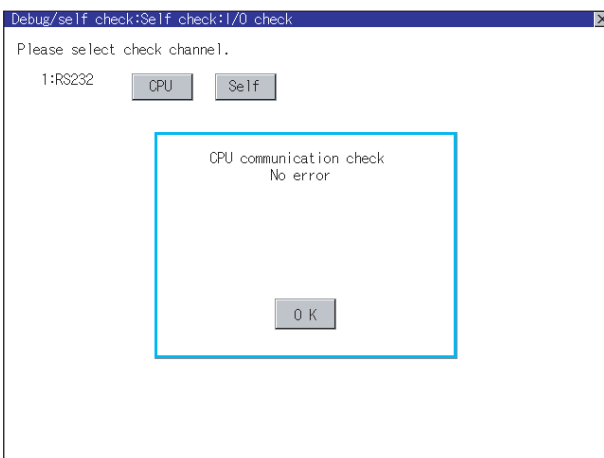 Debug/self check:Self check:I/O check
Please select check channel.
1:RS232 CPU Self
CPU communication check
No error
O K